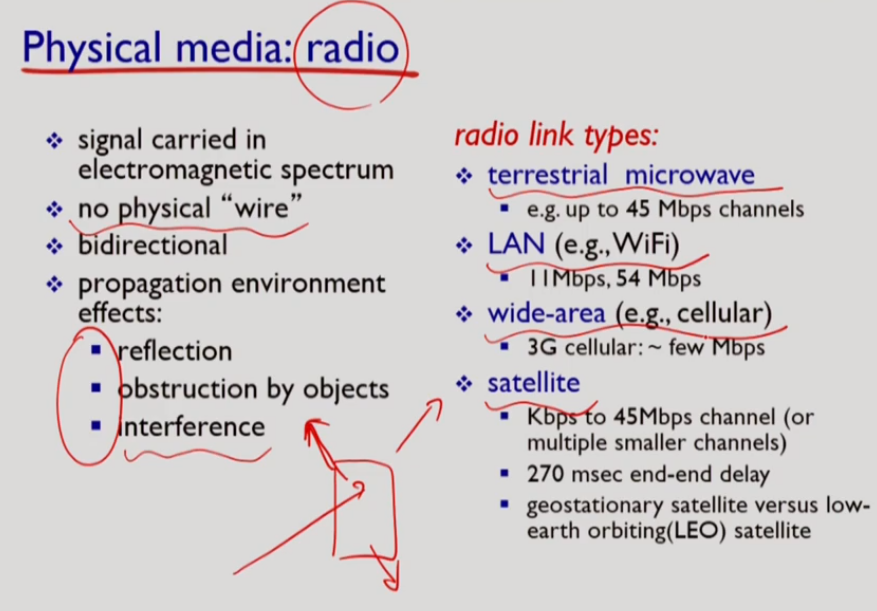 Physical media: radio
signal carried in
electromagnetic spectrum
no physical "wire"
bidirectional
propagation environment
effects:
reflection
obstruction by objects
interference
radio link types:
terrestrial microwave
e.g. up to 45 Mbps channels
LAN (e.g., WiFi)
11Mbps, 54 Mbps
wide-area (e.g., cellular)
3G cellular: ~ few Mbps
satellite
Kbps to 45Mbps channel (or
multiple smaller channels)
270 msec end-end delay
geostationary satellite versus low-
earth orbiting(LEO) satellite